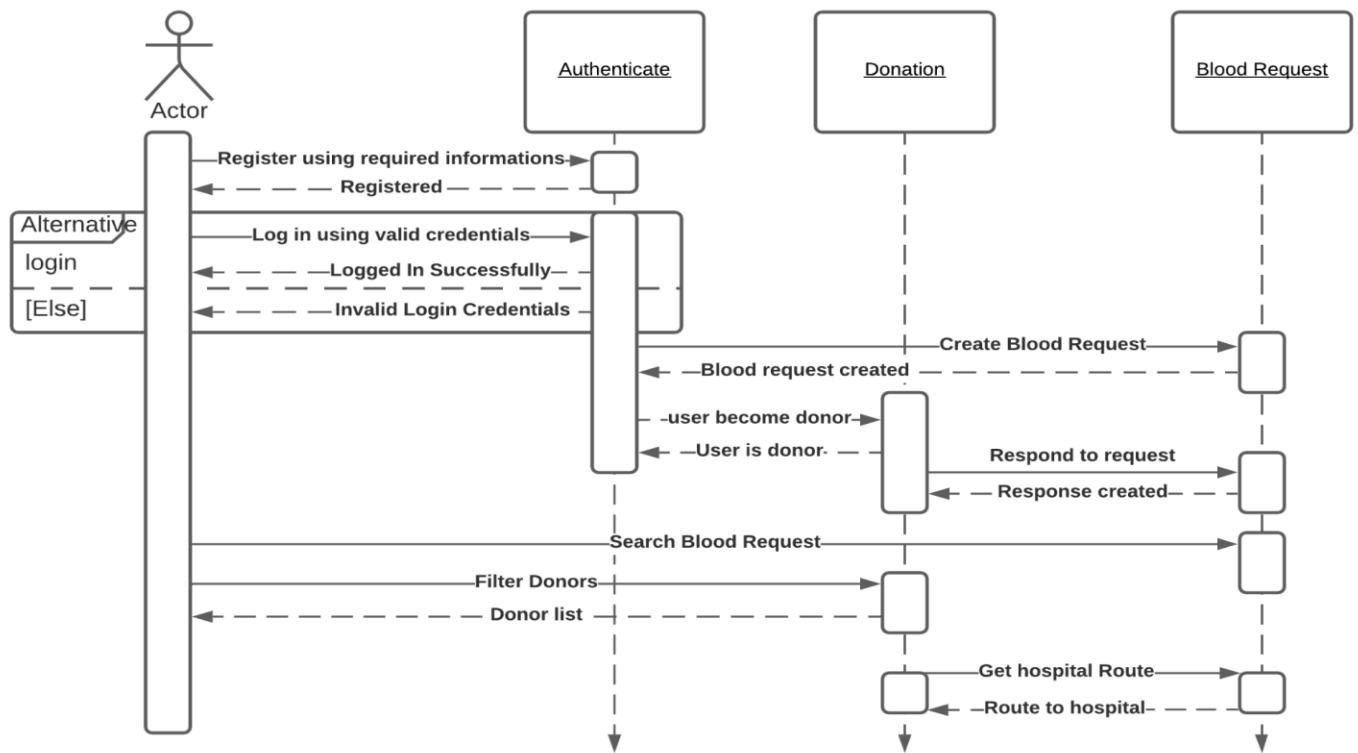 Actor
Authenticate
Donation
Blood Request
Register using required informations
Registered
Alternative
Log in using valid credentials
login
Logged In Successfully
[Else]
Invalid Login Credentials
Create Blood Request
Blood request created
user become donor
User is donor
Respond to request
Response created
Search Blood Request
Filter Donors
Donor list
Get hospital Route
Route to hospital